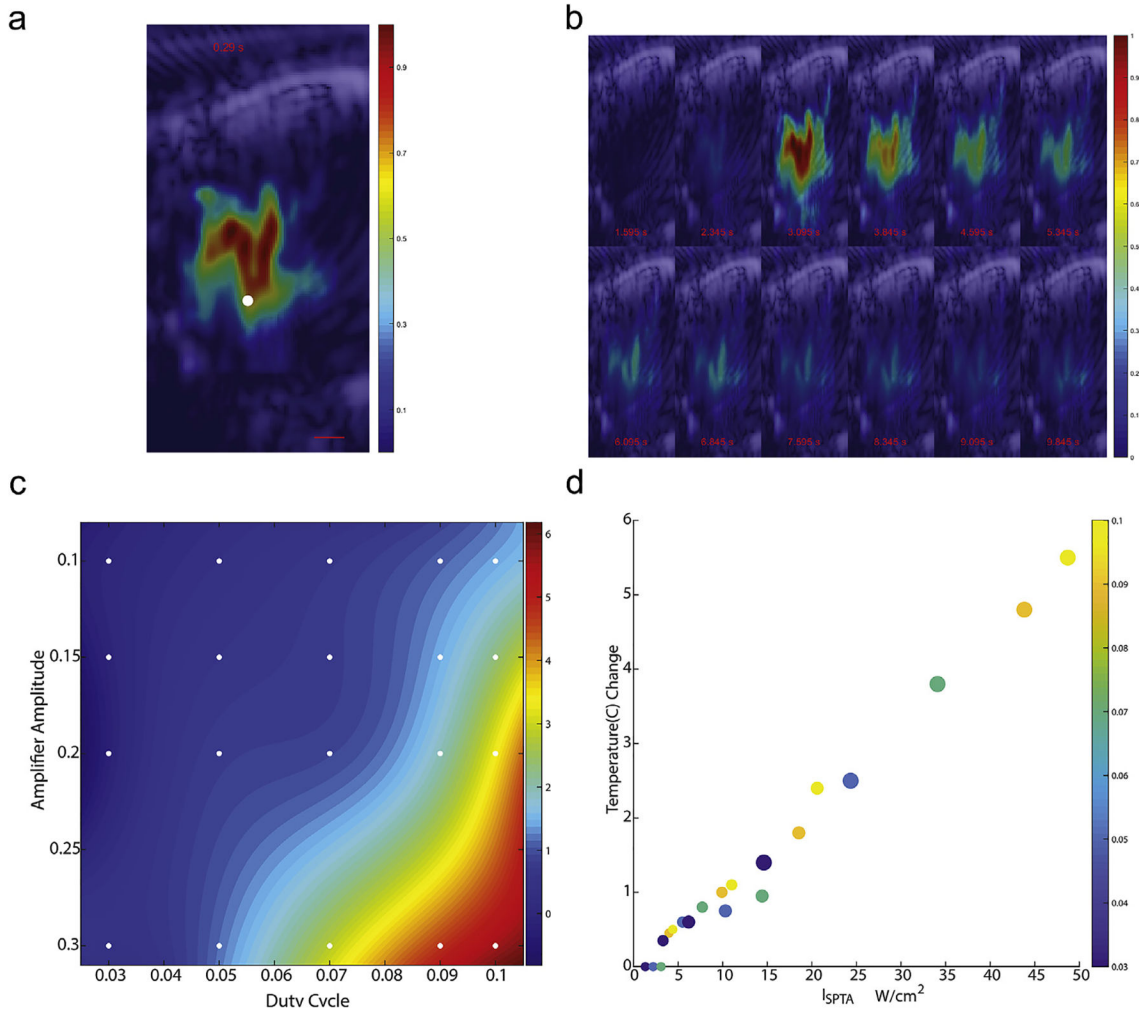 a
0.29 s
0.9
0.7
0.5
0.3
0.1
b
1.595 s
2.345 s
3.095 s
3.845 s
4.595 s
5.345 s
6.095 s
6.845 s
7.595 s
8.345 s
9.095 s
9.845 s
1
0.9
0.8
0.7
0.6
0.5
0.4
0.3
0.2
0.1
0
c
Amplifier Amplitude
0.1
0.15
0.2
0.25
0.3
0.03
0.05
0.06
0.07
0.08
0.09
0.1
Duty Cycle
6
5
4
3
2
1
0
d
Temperature(C) Change
6
5
4
3
2
1
0
5
10
15
20
25
30
35
40
45
50
I_SPTA W/cm²
0.1
0.09
0.08
0.07
0.06
0.05
0.04
0.03